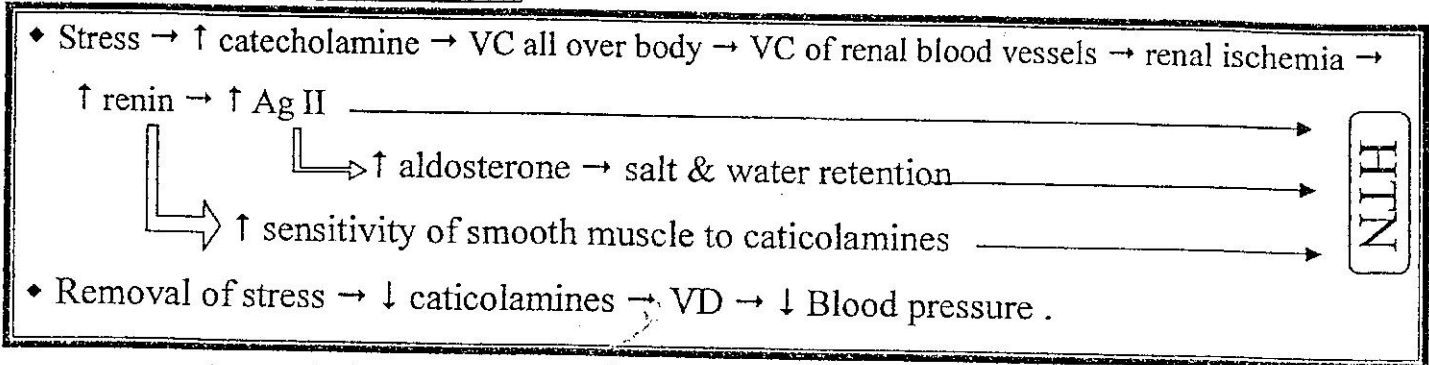 ◆ Stress → ↑ catecholamine → VC all over body → VC of renal blood vessels → renal ischemia →
↑ renin → ↑ Ag II
↑ aldosterone → salt & water retention
↑ sensitivity of smooth muscle to caticolamines
HTN
◆ Removal of stress → ↓ caticolamines → VD → ↓ Blood pressure .